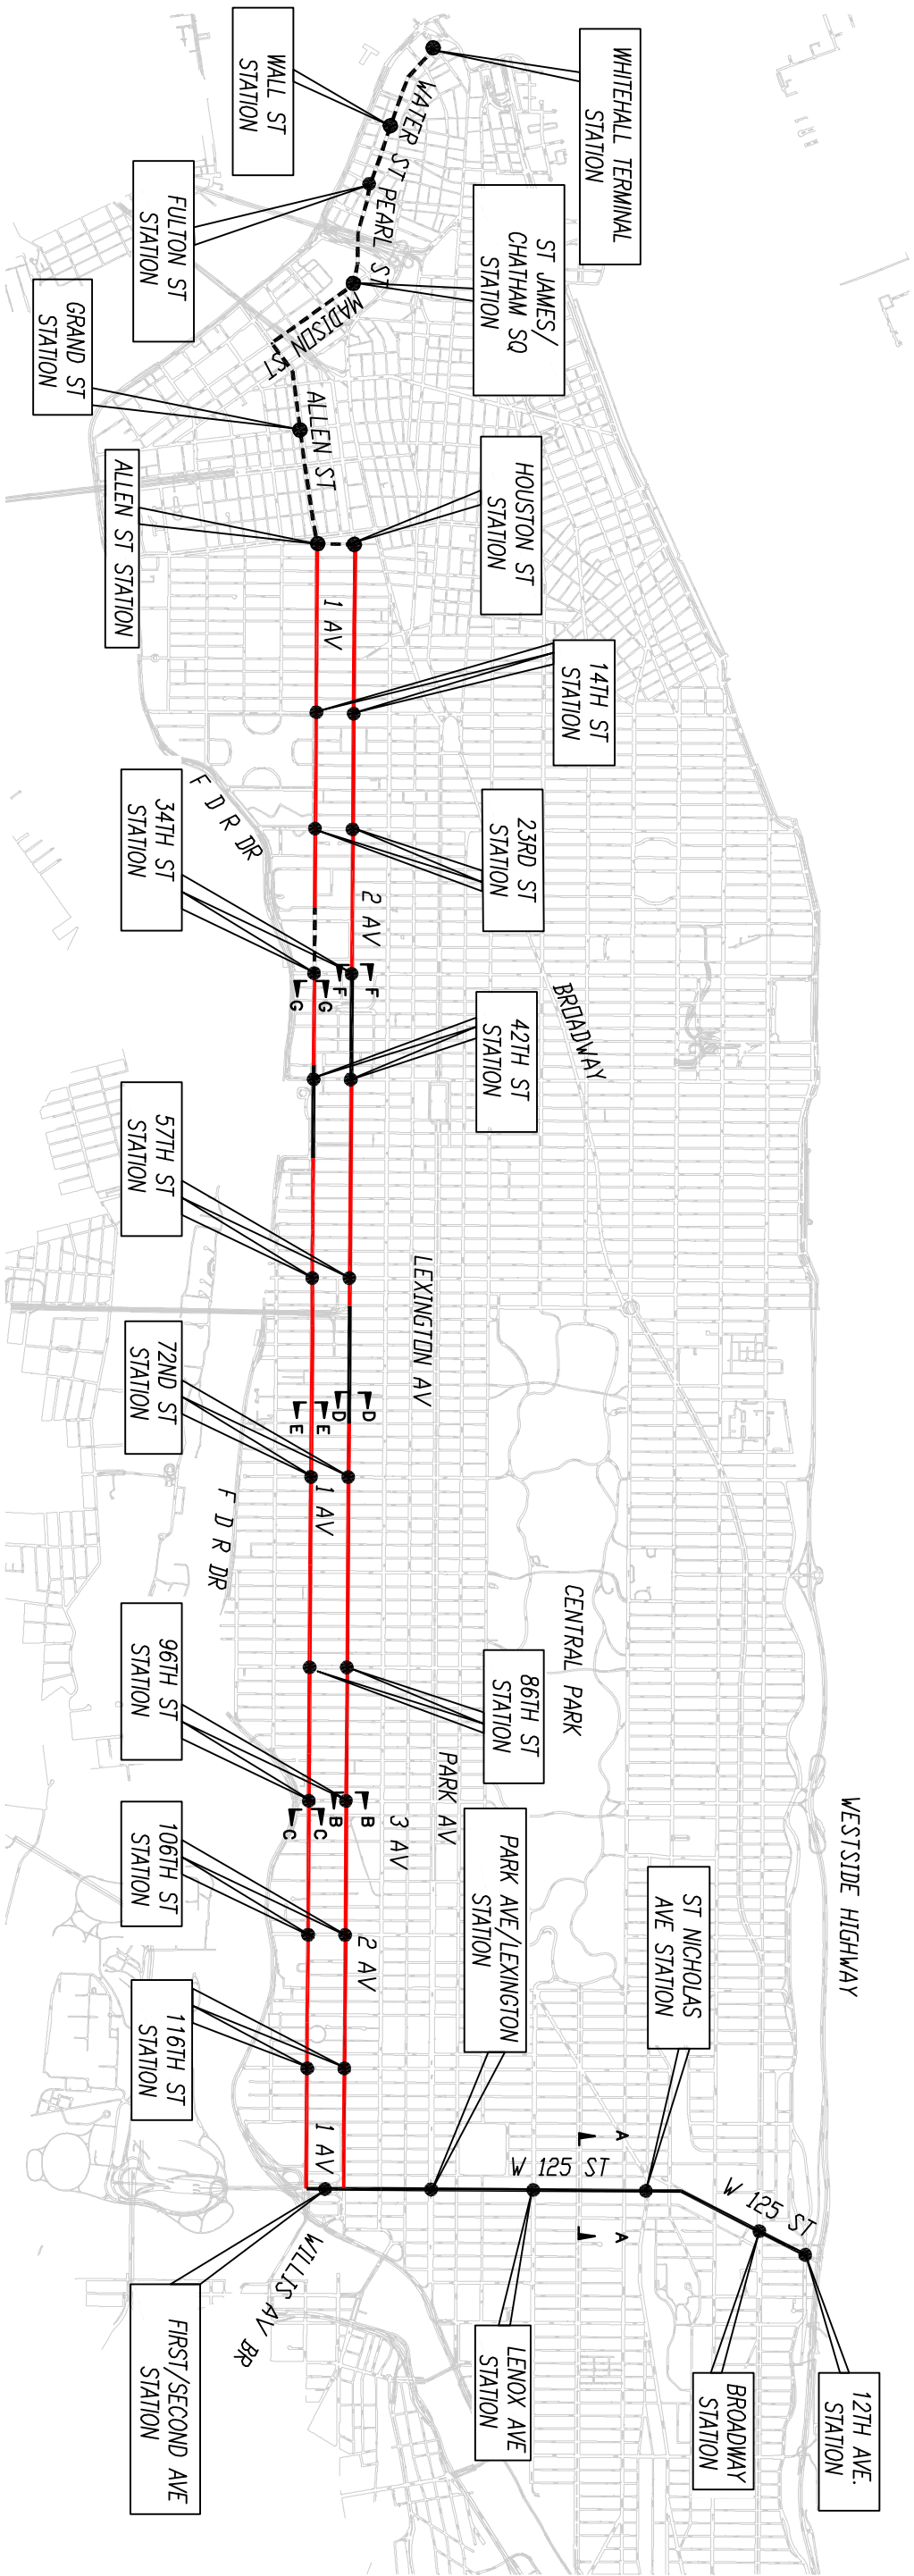 WHITEHALL TERMINAL
STATION
WALL ST
STATION
WATER ST
PEARL ST
FULTON ST
STATION
ST JAMES/
CHATHAM SQ
STATION
MADISON
ST
GRAND ST
STATION
ALLEN ST
ALLEN ST STATION
HOUSTON ST
STATION
1 AV
14TH ST
STATION
F D R DR
23RD ST
STATION
34TH ST
STATION
2 AV
F
F
G
G
BROADWAY
42TH ST
STATION
57TH ST
STATION
LEXINGTON AV
72ND ST
STATION
D
D
E
E
1 AV
F D R DR
CENTRAL PARK
86TH ST
STATION
96TH ST
STATION
PARK AV
3 AV
B
B
C
C
WESTSIDE HIGHWAY
106TH ST
STATION
2 AV
PARK AVE/LEXINGTON
STATION
ST NICHOLAS
AVE STATION
116TH ST
STATION
1 AV
A
A
W 125 ST
W 125 ST
WILLIS AV BR
FIRST/SECOND AVE
STATION
LENOX AVE
STATION
BROADWAY
STATION
12TH AVE.
STATION